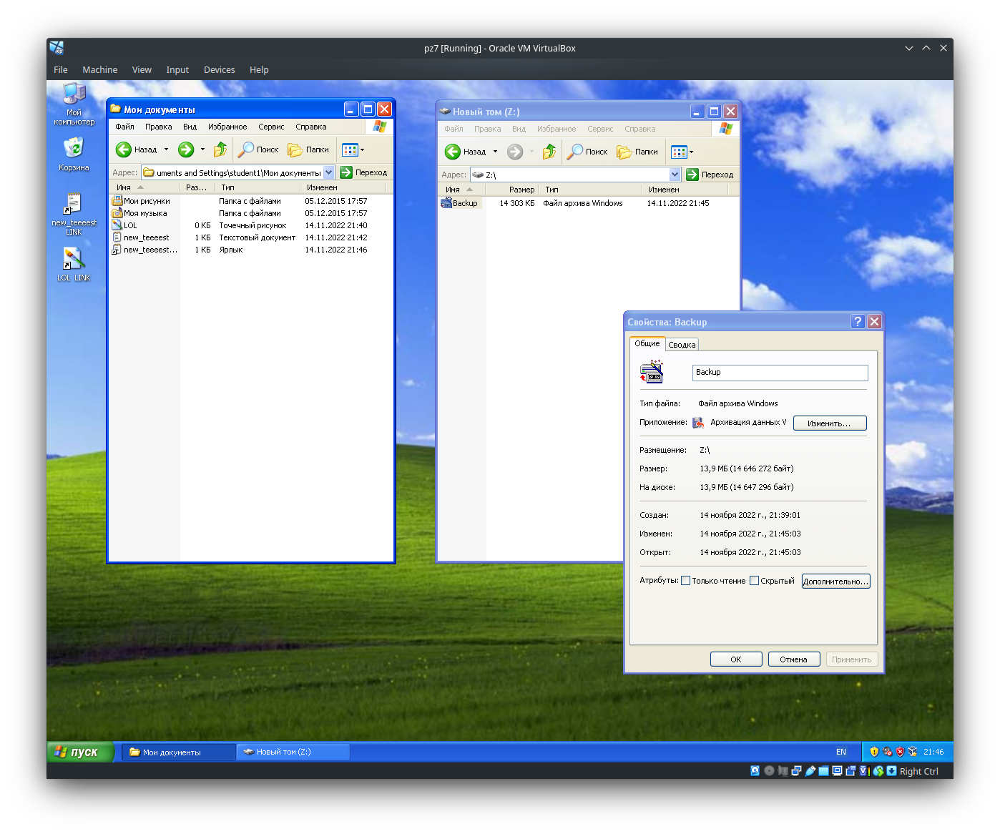 pz7 [Running] - Oracle VM VirtualBox
File Machine View Input Devices Help
Мой
компьютер
Корзина
new_teeeest
LINK
LOL LINK
Мои документы
Файл Правка Вид Избранное Сервис Справка
Назад Поиск Папки
Адрес: uments and Settings\student1\Мои документы Переход
Имя Раз... Тип Изменен
Мои рисунки Папка с файлами 05.12.2015 17:57
Моя музыка Папка с файлами 05.12.2015 17:57
LOL 0 КБ Точечный рисунок 14.11.2022 21:40
new_teeeest 1 КБ Текстовый документ 14.11.2022 21:42
new_teeeest... 1 КБ Ярлык 14.11.2022 21:46
Новый том (Z:)
Файл Правка Вид Избранное Сервис Справка
Назад Поиск Папки
Адрес: Z:\ Переход
Имя Размер Тип Изменен
Backup 14 303 КБ Файл архива Windows 14.11.2022 21:45
Свойства: Backup
Общие Сводка
Backup
Тип файла: Файл архива Windows
Приложение: Архивация данных V Изменить...
Размещение: Z:\
Размер: 13,9 МБ (14 646 272 байт)
На диске: 13,9 МБ (14 647 296 байт)
Создан: 14 ноября 2022 г., 21:39:01
Изменен: 14 ноября 2022 г., 21:45:03
Открыт: 14 ноября 2022 г., 21:45:03
Атрибуты: Только чтение Скрытый Дополнительно...
ОК Отмена Применить
пуск Мои документы Новый том (Z:) EN 21:46
Right Ctrl